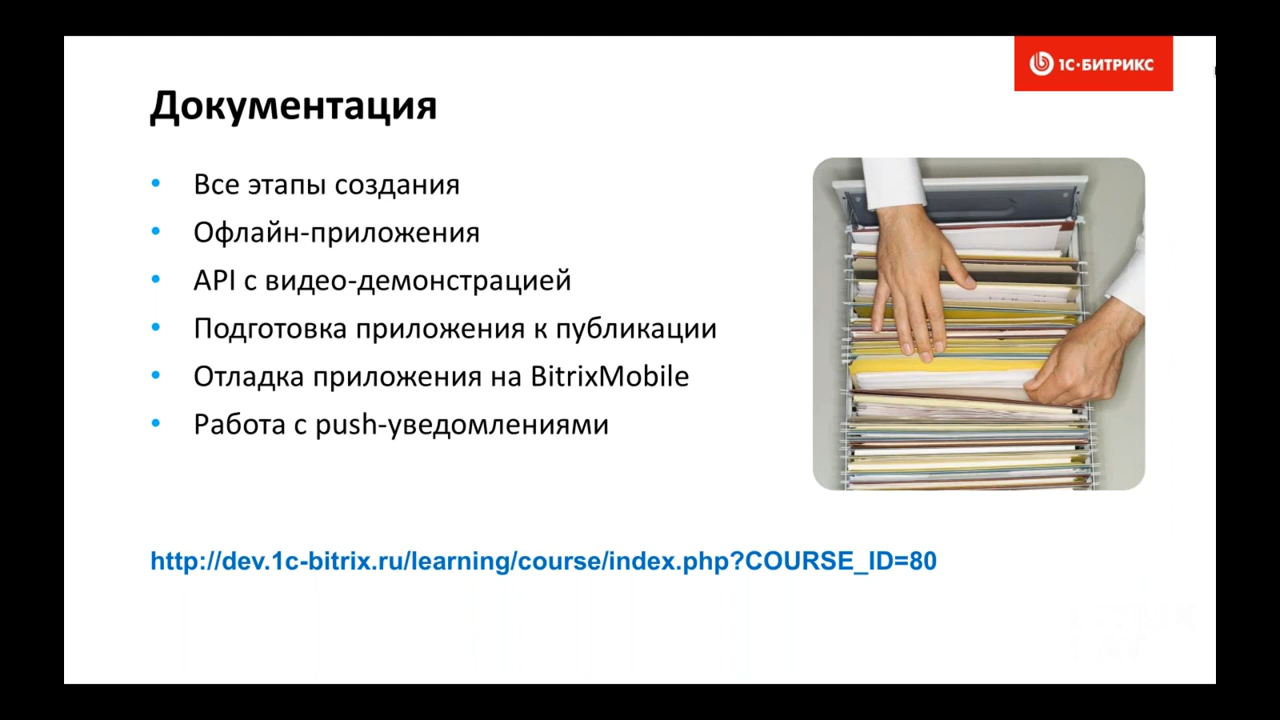 1С·БИТРИКС
Документация
• Все этапы создания
• Офлайн-приложения
• API с видео-демонстрацией
• Подготовка приложения к публикации
• Отладка приложения на BitrixMobile
• Работа с push-уведомлениями
http://dev.1c-bitrix.ru/learning/course/index.php?COURSE_ID=80